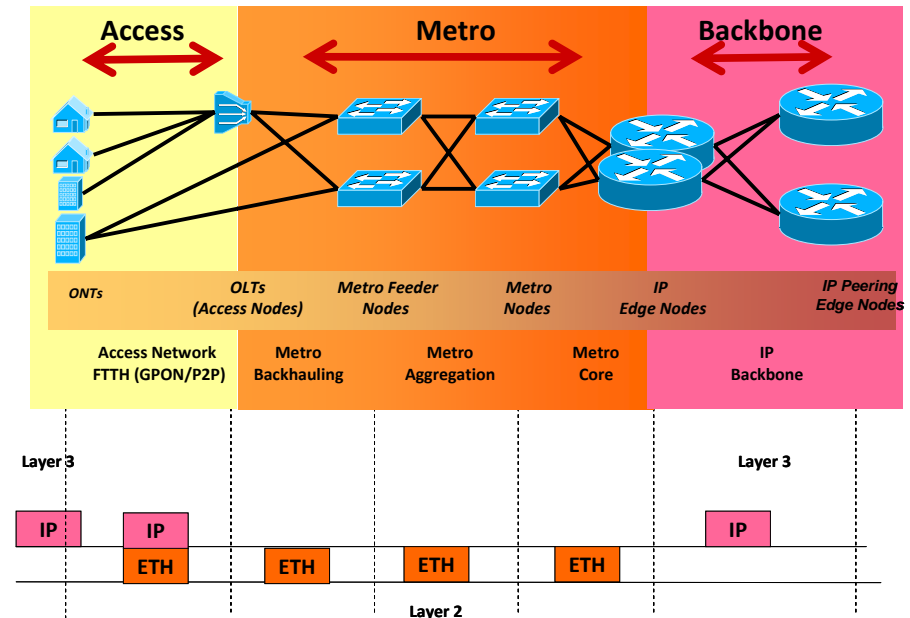 Access Metro Backbone
ONTs
OLTs
(Access Nodes)
Metro Feeder
Nodes
Metro
Nodes
IP
Edge Nodes
IP Peering
Edge Nodes
Access Network
FTTH (GPON/P2P)
Metro
Backhauling
Metro
Aggregation
Metro
Core
IP
Backbone
Layer 3
Layer 3
IP
IP
IP
ETH
ETH
ETH
ETH
Layer 2